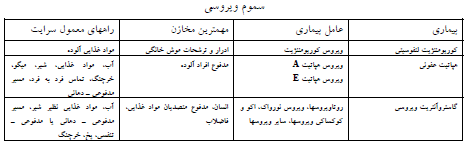 سموم ویروسی
بیماری عامل بیماری مهمترین مخازن راههای معمول سرایت
کوریومننژیت لنفوسیتی ویروس کوریومننژیت ادرار و ترشحات موش خانگی مواد غذایی آلوده
هپاتیت عفونی ویروس هپاتیت A مدفوع افراد آلوده آب، مواد غذایی، شیر، میگو،
ویروس هپاتیت E خرچنگ، تماس فرد به فرد، مسیر
مدفوعی ـ دهانی
گاستروآنتریت ویروسی روتاویروسها، ویروس نوروآک، اکو و انسان، مدفوع متصدیان مواد غذایی، آب، مواد غذایی نظیر شیر، مسیر
کوکساکی ویروسها، سایر ویروسها فاضلاب مدفوعی ـ دهانی یا مدفوعی ـ
تنفسی، یخ، خرچنگ